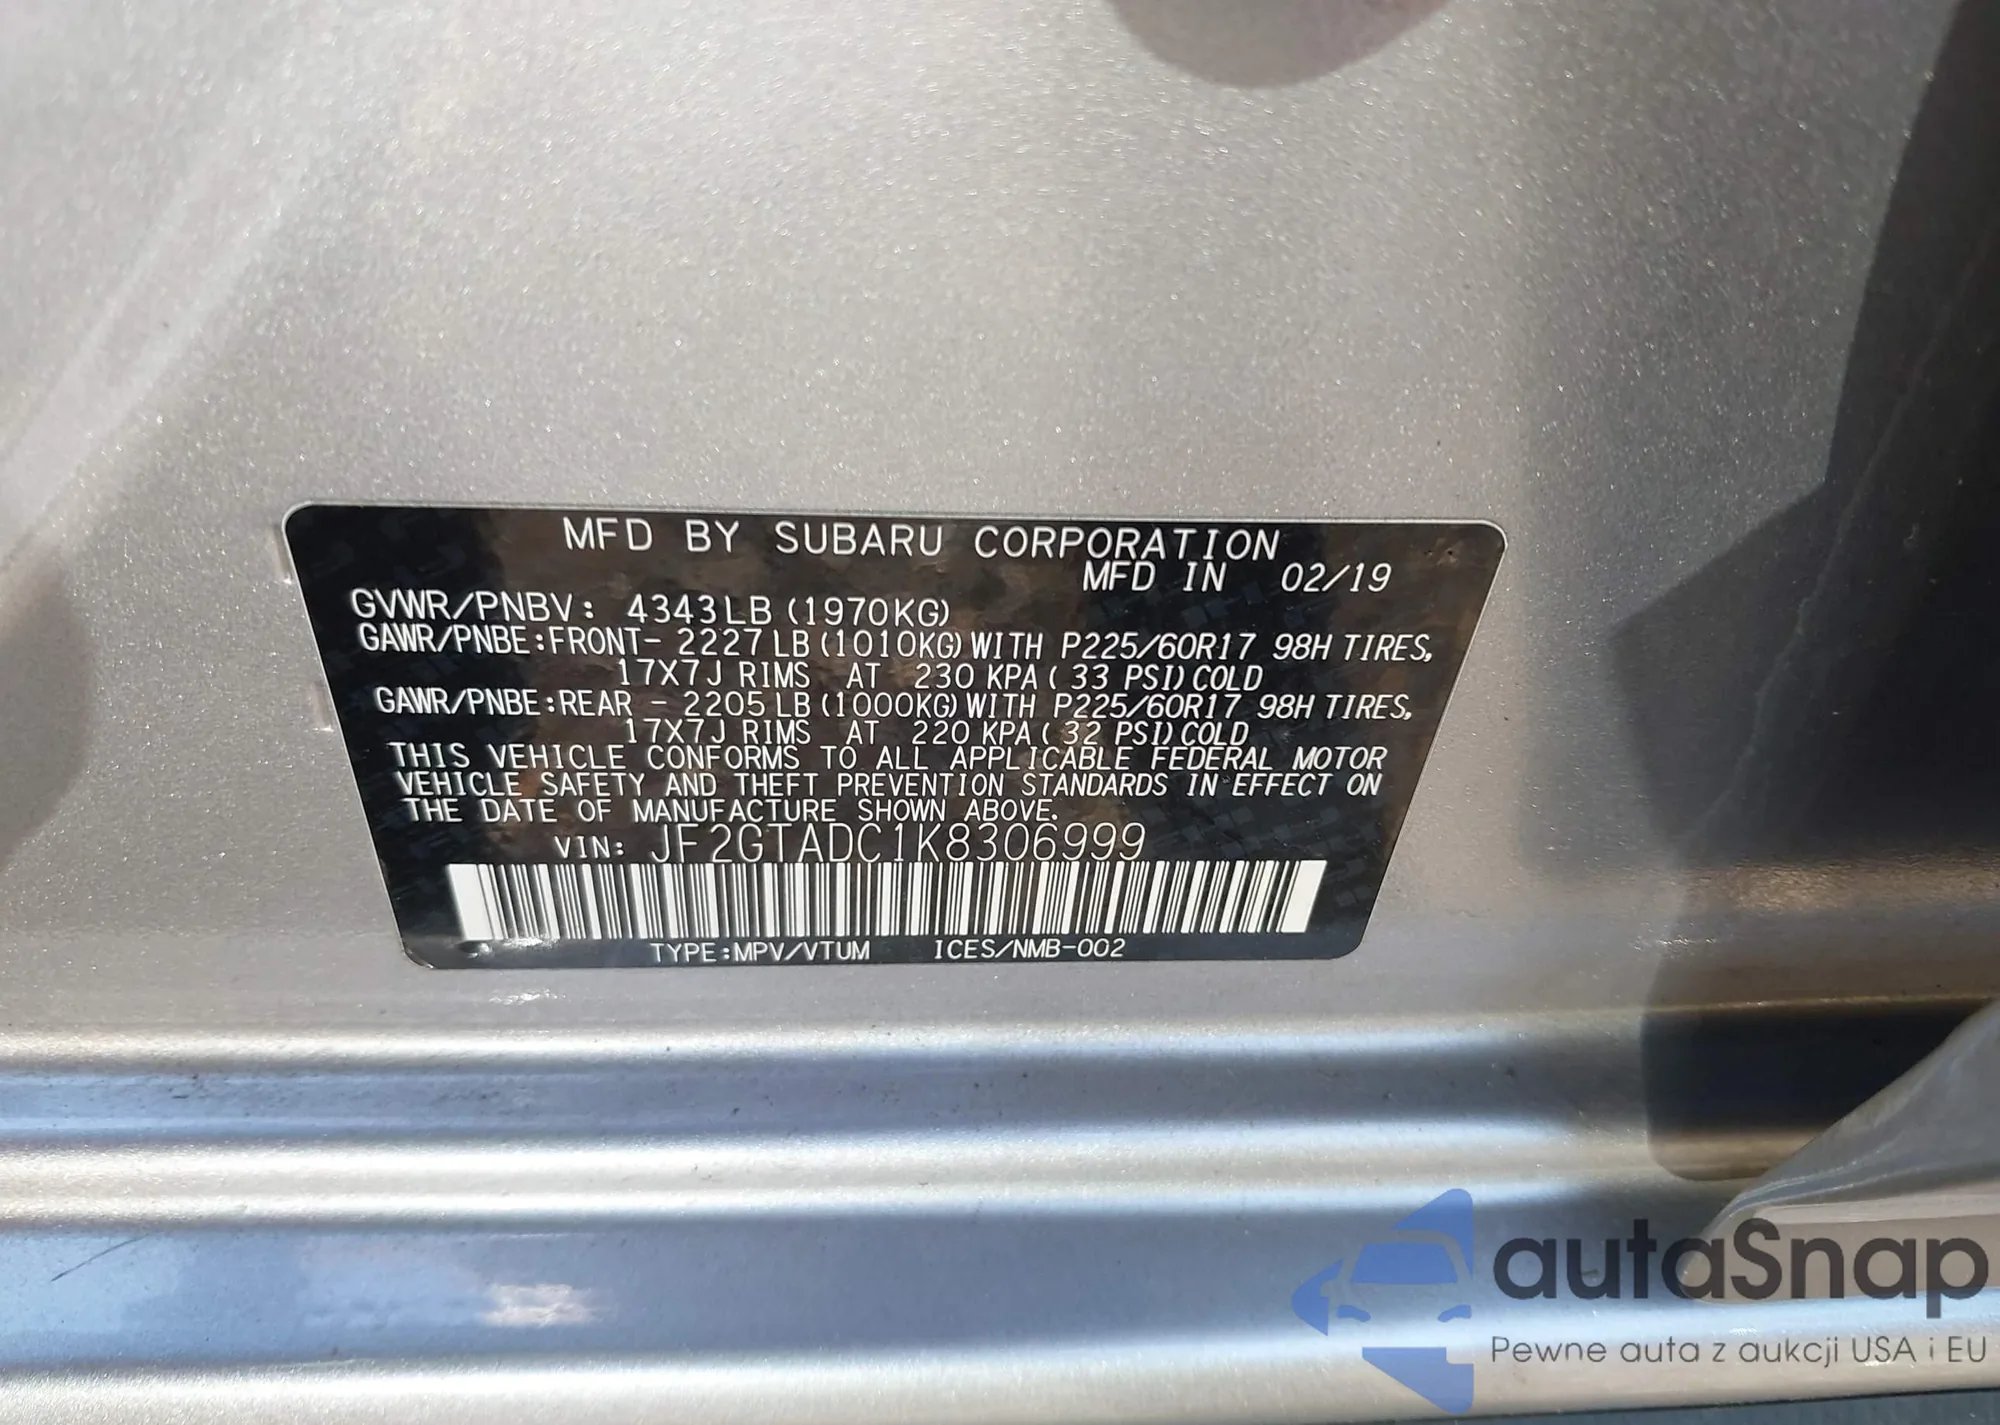 MFD BY SUBARU CORPORATION
MFD IN 02/19
GVWR/PNBV: 4343LB(1970KG)
GAWR/PNBE:FRONT- 2227LB(1010KG)WITH P225/60R17 98H TIRES,
17X7J RIMS AT 230 KPA( 33 PSI)COLD
GAWR/PNBE:REAR - 2205LB(1000KG)WITH P225/60R17 98H TIRES,
17X7J RIMS AT 220 KPA( 32 PSI)COLD
THIS VEHICLE CONFORMS TO ALL APPLICABLE FEDERAL MOTOR
VEHICLE SAFETY AND THEFT PREVENTION STANDARDS IN EFFECT ON
THE DATE OF MANUFACTURE SHOWN ABOVE.
VIN: JF2GTADC1K8306999
TYPE:MPV/VTUM ICES/NMB-002
autaSnap
Pewne auta z aukcji USA i EU